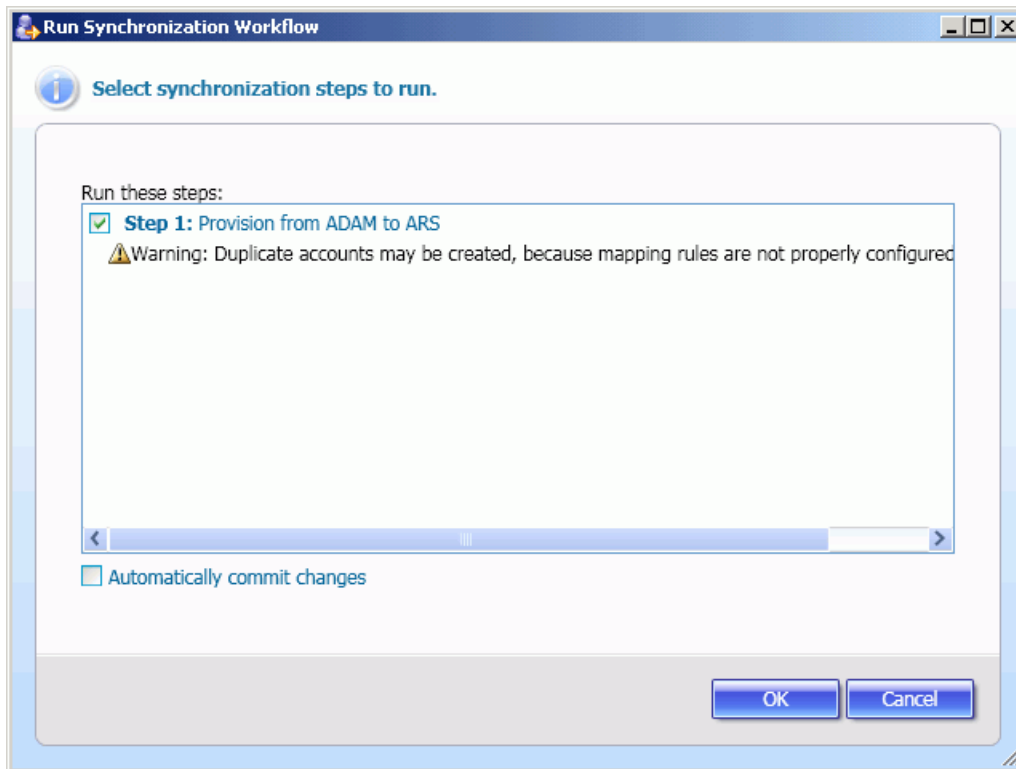 Run Synchronization Workflow
Select synchronization steps to run.
Run these steps:
Step 1: Provision from ADAM to ARS
Warning: Duplicate accounts may be created, because mapping rules are not properly configured
Automatically commit changes
OK
Cancel